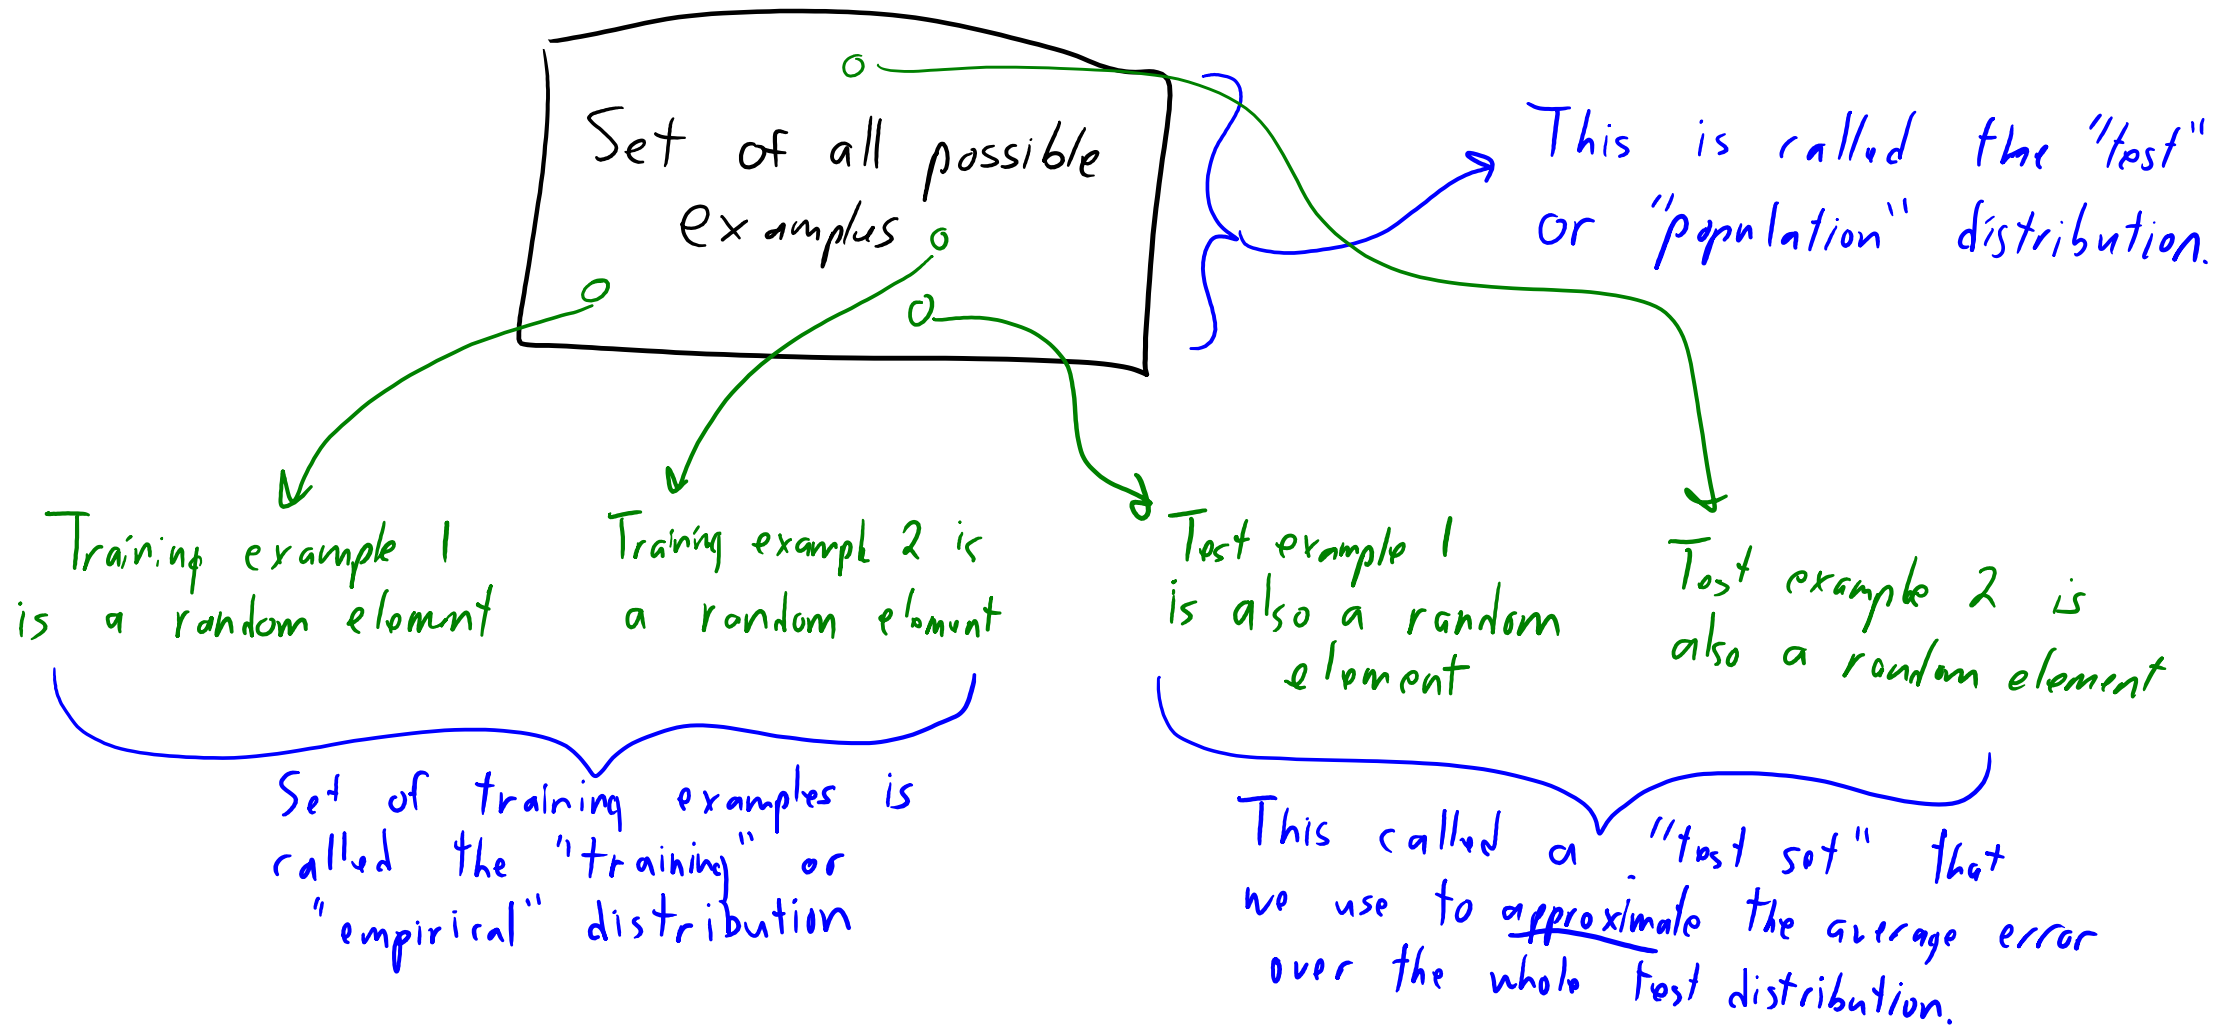 Set of all possible
examples
This is called the "test"
or "population" distribution.
Training example 1
is a random element
Training example 2 is
a random element
Test example 1
is also a random
element
Test example 2 is
also a random element
Set of training examples is
called the "training" or
"empirical" distribution
This called a "test set" that
we use to approximate the average error
over the whole test distribution.